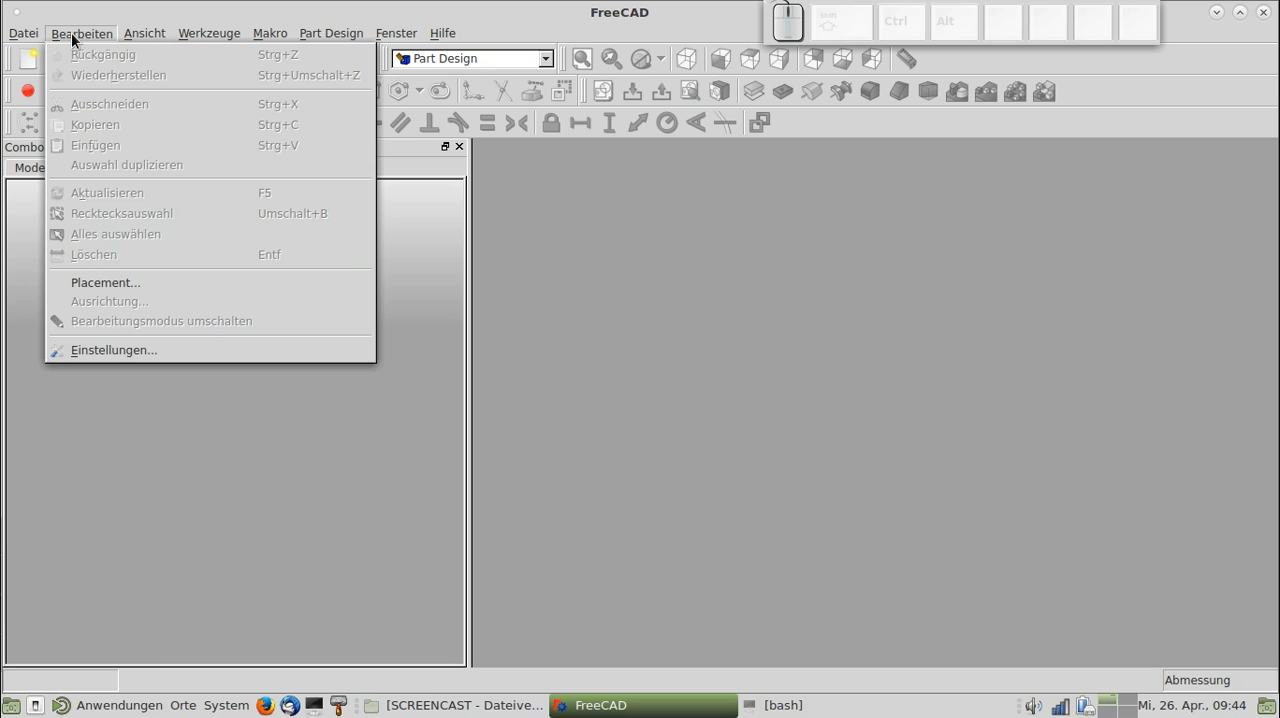 FreeCAD
Datei Bearbeiten Ansicht Werkzeuge Makro Part Design Fenster Hilfe
Ctrl Alt
Rückgängig Strg+Z
Part Design
Wiederherstellen Strg+Umschalt+Z
Ausschneiden Strg+X
Kopieren Strg+C
Einfügen Strg+V
Combo
Auswahl duplizieren
Mode
Aktualisieren F5
Recktecksauswahl Umschalt+B
Alles auswählen
Löschen Entf
Placement...
Ausrichtung...
Bearbeitungsmodus umschalten
Einstellungen...
Abmessung
Anwendungen Orte System [SCREENCAST - Dateive... FreeCAD [bash] Mi, 26. Apr., 09:44